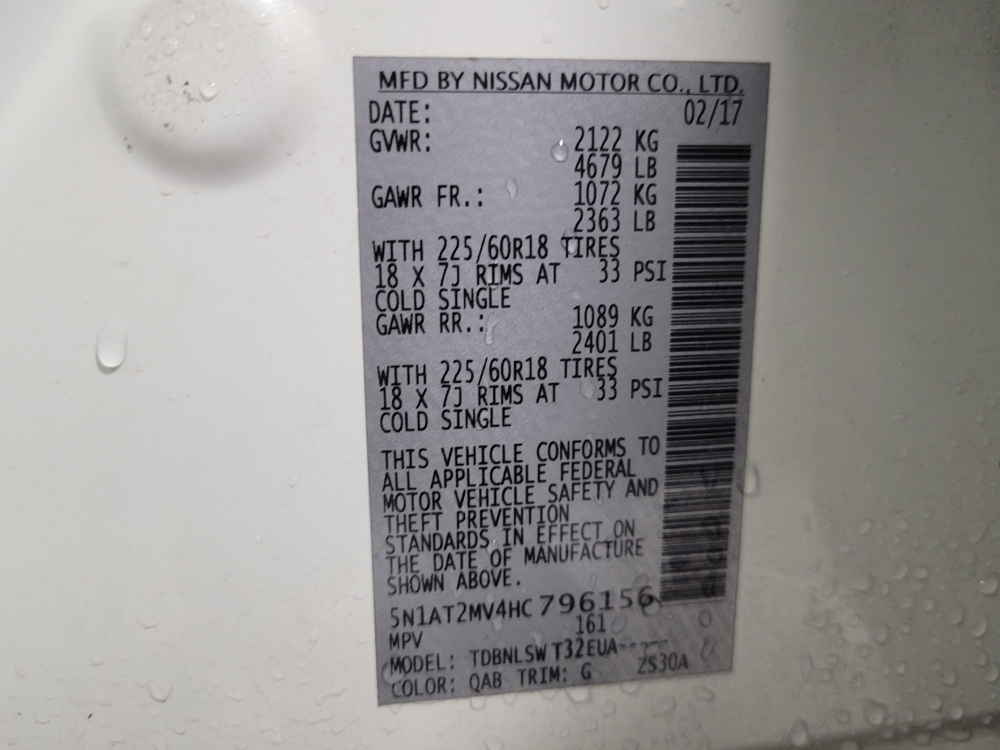 MFD BY NISSAN MOTOR CO., LTD.
DATE: 02/17
GVWR: 2122 KG
4679 LB
GAWR FR.: 1072 KG
2363 LB
WITH 225/60R18 TIRES
18 X 7J RIMS AT 33 PSI
COLD SINGLE
GAWR RR.: 1089 KG
2401 LB
WITH 225/60R18 TIRES
18 X 7J RIMS AT 33 PSI
COLD SINGLE
THIS VEHICLE CONFORMS TO
ALL APPLICABLE FEDERAL
MOTOR VEHICLE SAFETY AND
THEFT PREVENTION
STANDARDS IN EFFECT ON
THE DATE OF MANUFACTURE
SHOWN ABOVE.
5N1AT2MV4HC796156
MPV 161
MODEL: TDBNLSW T32EUA-----
COLOR: QAB TRIM: G ZS30A